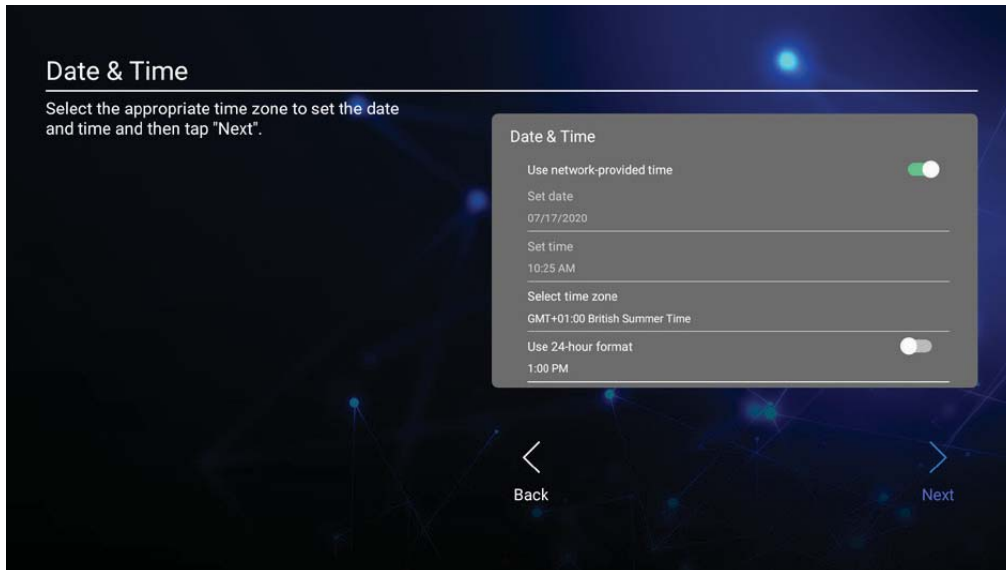 Date & Time
Select the appropriate time zone to set the date
and time and then tap "Next".
Date & Time
Use network-provided time
Set date
07/17/2020
Set time
10:25 AM
Select time zone
GMT+01:00 British Summer Time
Use 24-hour format
1:00 PM
Back
Next